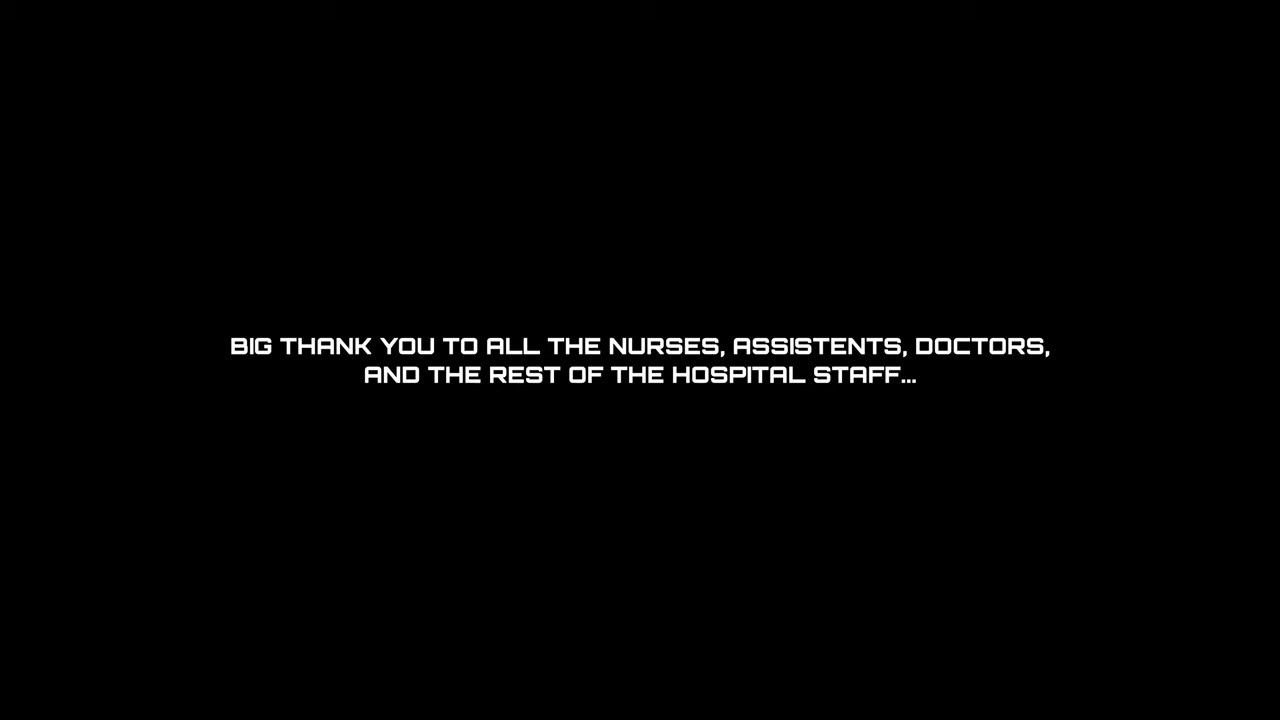 BIG THANK YOU TO ALL THE NURSES, ASSISTENTS, DOCTORS,
AND THE REST OF THE HOSPITAL STAFF...